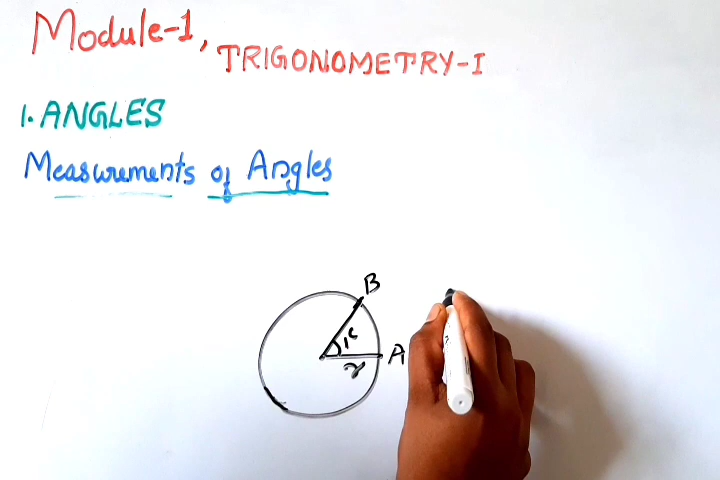 Module-1,
TRIGONOMETRY-I
1. ANGLES
Measurements of Angles
B
1c
A
r